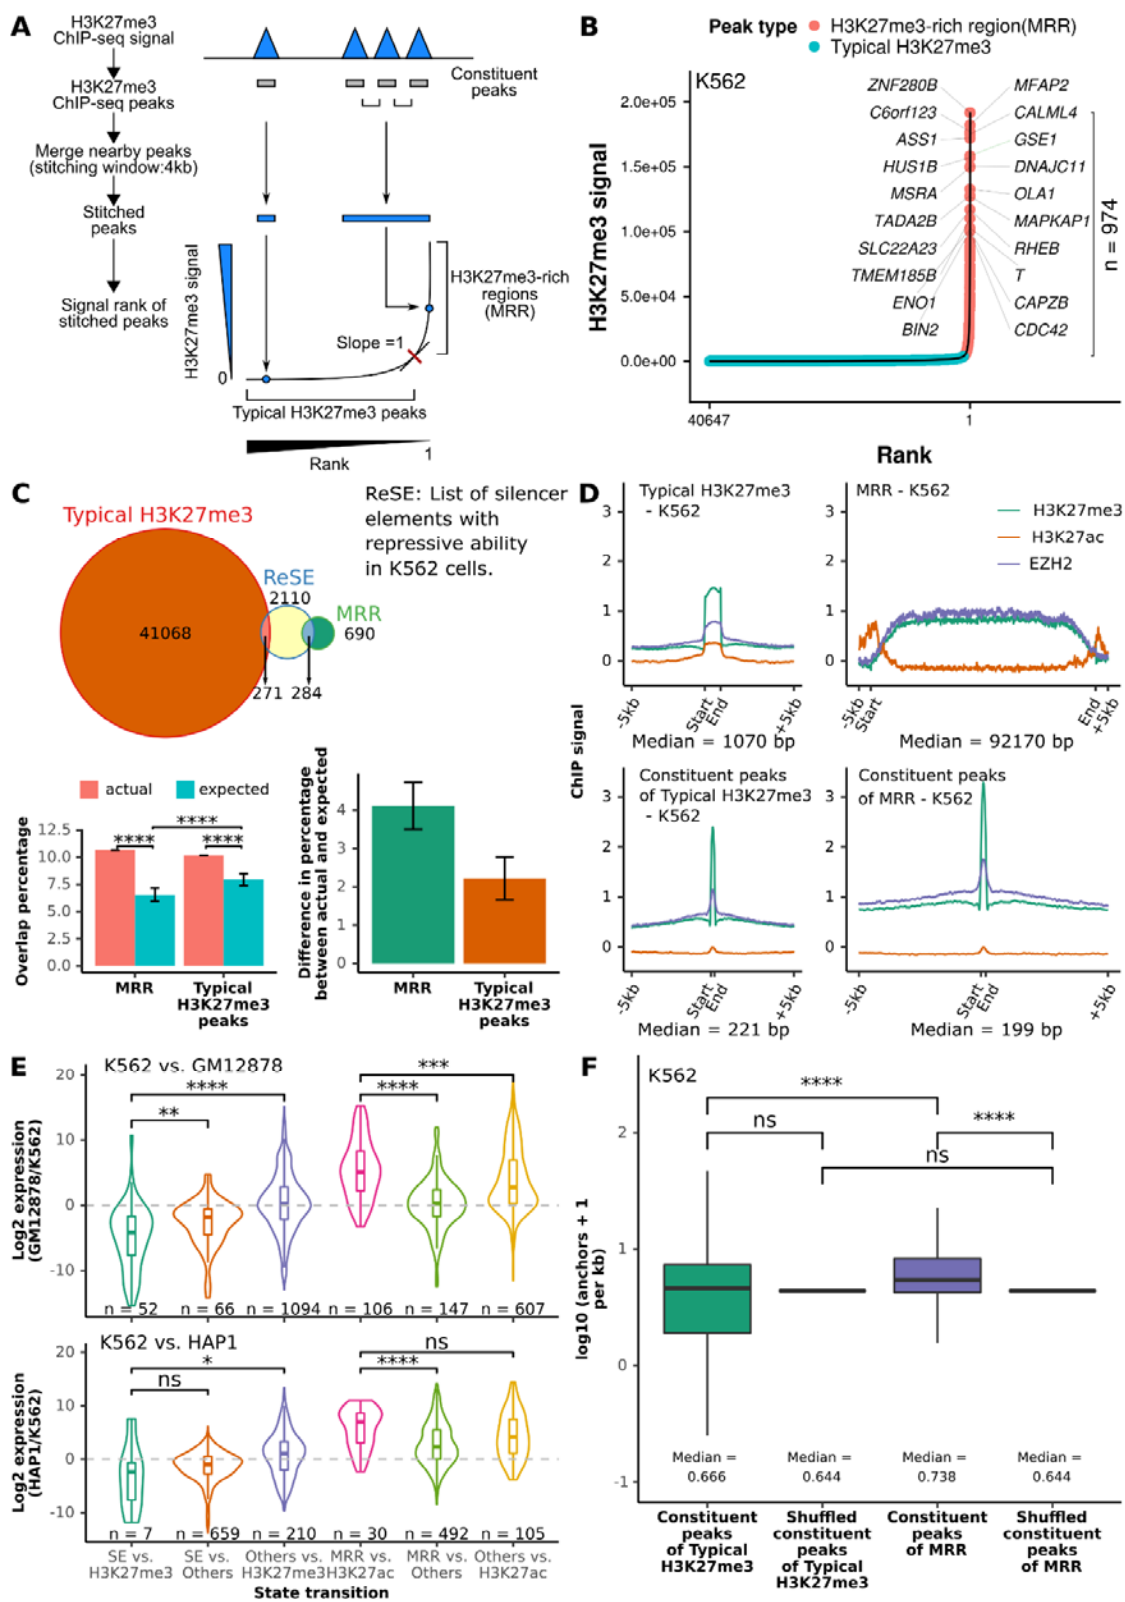 A
H3K27me3
ChIP-seq signal
H3K27me3
ChIP-seq peaks
Merge nearby peaks
(stitching window:4kb)
Stitched
peaks
Signal rank of
stitched peaks
Constituent
peaks
H3K27me3 signal
0
H3K27me3-rich
regions
(MRR)
Slope =1
Typical H3K27me3 peaks
Rank
1
B
Peak type
H3K27me3-rich region(MRR)
Typical H3K27me3
K562
H3K27me3 signal
2.0e+05
1.5e+05
1.0e+05
5.0e+04
0.0e+00
ZNF280B
C6orf123
ASS1
HUS1B
MSRA
TADA2B
SLC22A23
TMEM185B
ENO1
BIN2
MFAP2
CALML4
GSE1
DNAJC11
OLA1
MAPKAP1
RHEB
T
CAPZB
CDC42
n = 974
40647
1
Rank
C
Typical H3K27me3
ReSE: List of silencer
elements with
repressive ability
in K562 cells.
ReSE
2110
MRR
690
41068
271
284
actual
expected
Overlap percentage
12.5
10.0
7.5
5.0
2.5
0.0
****
****
****
MRR
Typical
H3K27me3
peaks
Difference in percentage
between actual and expected
4
3
2
1
0
MRR
Typical
H3K27me3
peaks
D
ChIP signal
Typical H3K27me3
- K562
3
2
1
0
-5kb
Start
End
+5kb
Median = 1070 bp
MRR - K562
H3K27me3
H3K27ac
EZH2
3
2
1
0
-5kb
Start
End
+5kb
Median = 92170 bp
Constituent peaks
of Typical H3K27me3
- K562
3
2
1
0
-5kb
Start
End
+5kb
Median = 221 bp
Constituent peaks
of MRR - K562
3
2
1
0
-5kb
Start
End
+5kb
Median = 199 bp
E
K562 vs. GM12878
Log2 expression
(GM12878/K562)
20
10
0
-10
****
**
***
****
n = 52
n = 66
n = 1094
n = 106
n = 147
n = 607
K562 vs. HAP1
Log2 expression
(HAP1/K562)
20
10
0
-10
*
ns
ns
****
n = 7
n = 659
n = 210
n = 30
n = 492
n = 105
SE vs.
H3K27me3
SE vs.
Others
Others vs.
H3K27me3
MRR vs.
H3K27ac
MRR vs.
Others
Others vs.
H3K27ac
State transition
F
K562
log10 (anchors + 1
per kb)
2
1
0
-1
****
ns
****
ns
Median =
0.666
Median =
0.644
Median =
0.738
Median =
0.644
Constituent
peaks
of Typical
H3K27me3
Shuffled
constituent
peaks
of Typical
H3K27me3
Constituent
peaks
of MRR
Shuffled
constituent
peaks
of MRR